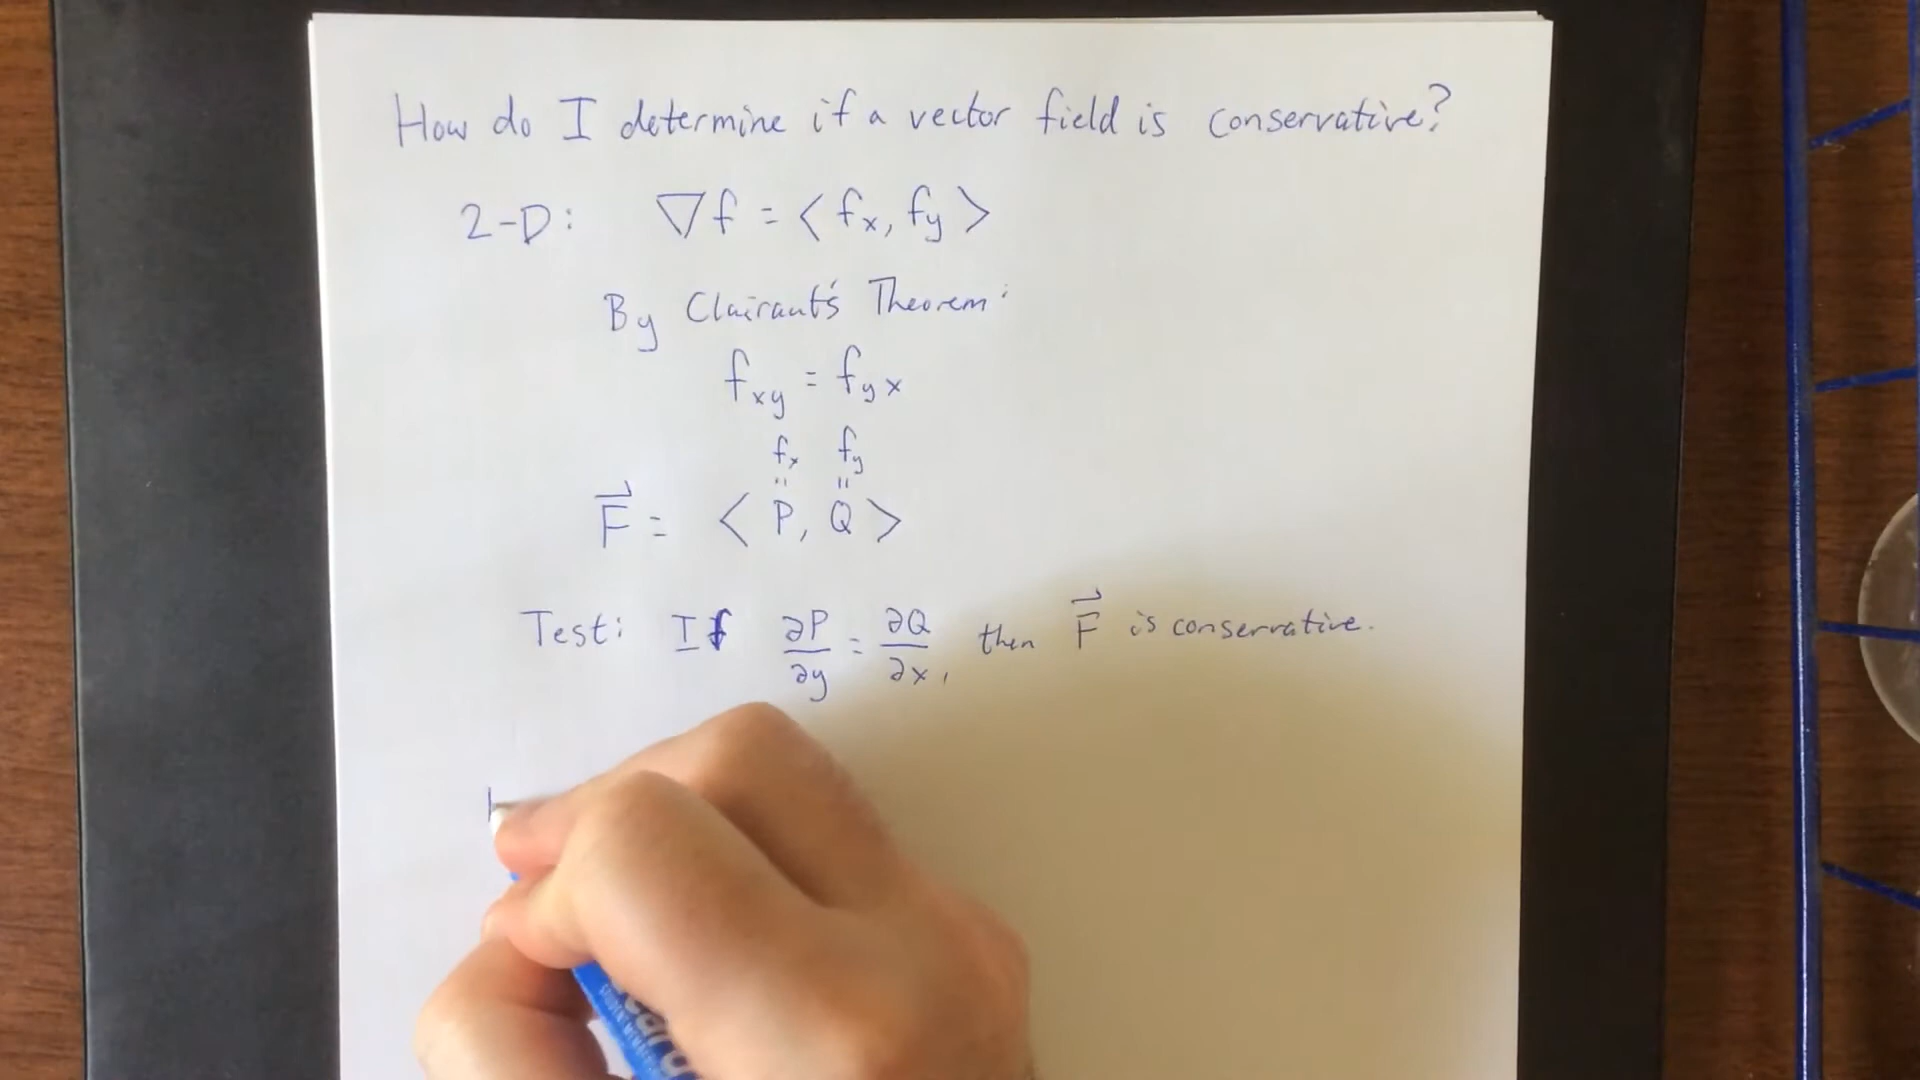 How do I determine if a vector field is conservative?
2-D: ∇f = ⟨fx, fy⟩
By Clairaut's Theorem:
fxy = fyx
fx fy
" "
F⃗ = ⟨P, Q⟩
Test: If ∂P/∂y = ∂Q/∂x, then F⃗ is conservative.